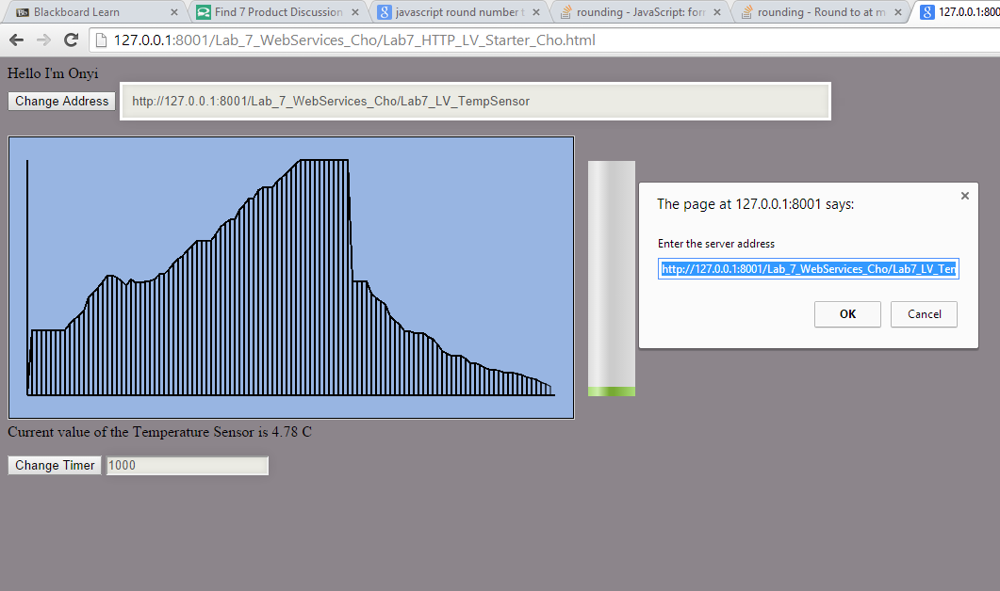 Blackboard Learn
Find 7 Product Discussion
javascript round number t
rounding - JavaScript: forr
rounding - Round to at m
127.0.0.1:800
127.0.0.1:8001/Lab_7_WebServices_Cho/Lab7_HTTP_LV_Starter_Cho.html
Hello I'm Onyi
Change Address http://127.0.0.1:8001/Lab_7_WebServices_Cho/Lab7_LV_TempSensor
The page at 127.0.0.1:8001 says:
Enter the server address
http://127.0.0.1:8001/Lab_7_WebServices_Cho/Lab7_LV_Ten
OK Cancel
Current value of the Temperature Sensor is 4.78 C
Change Timer 1000